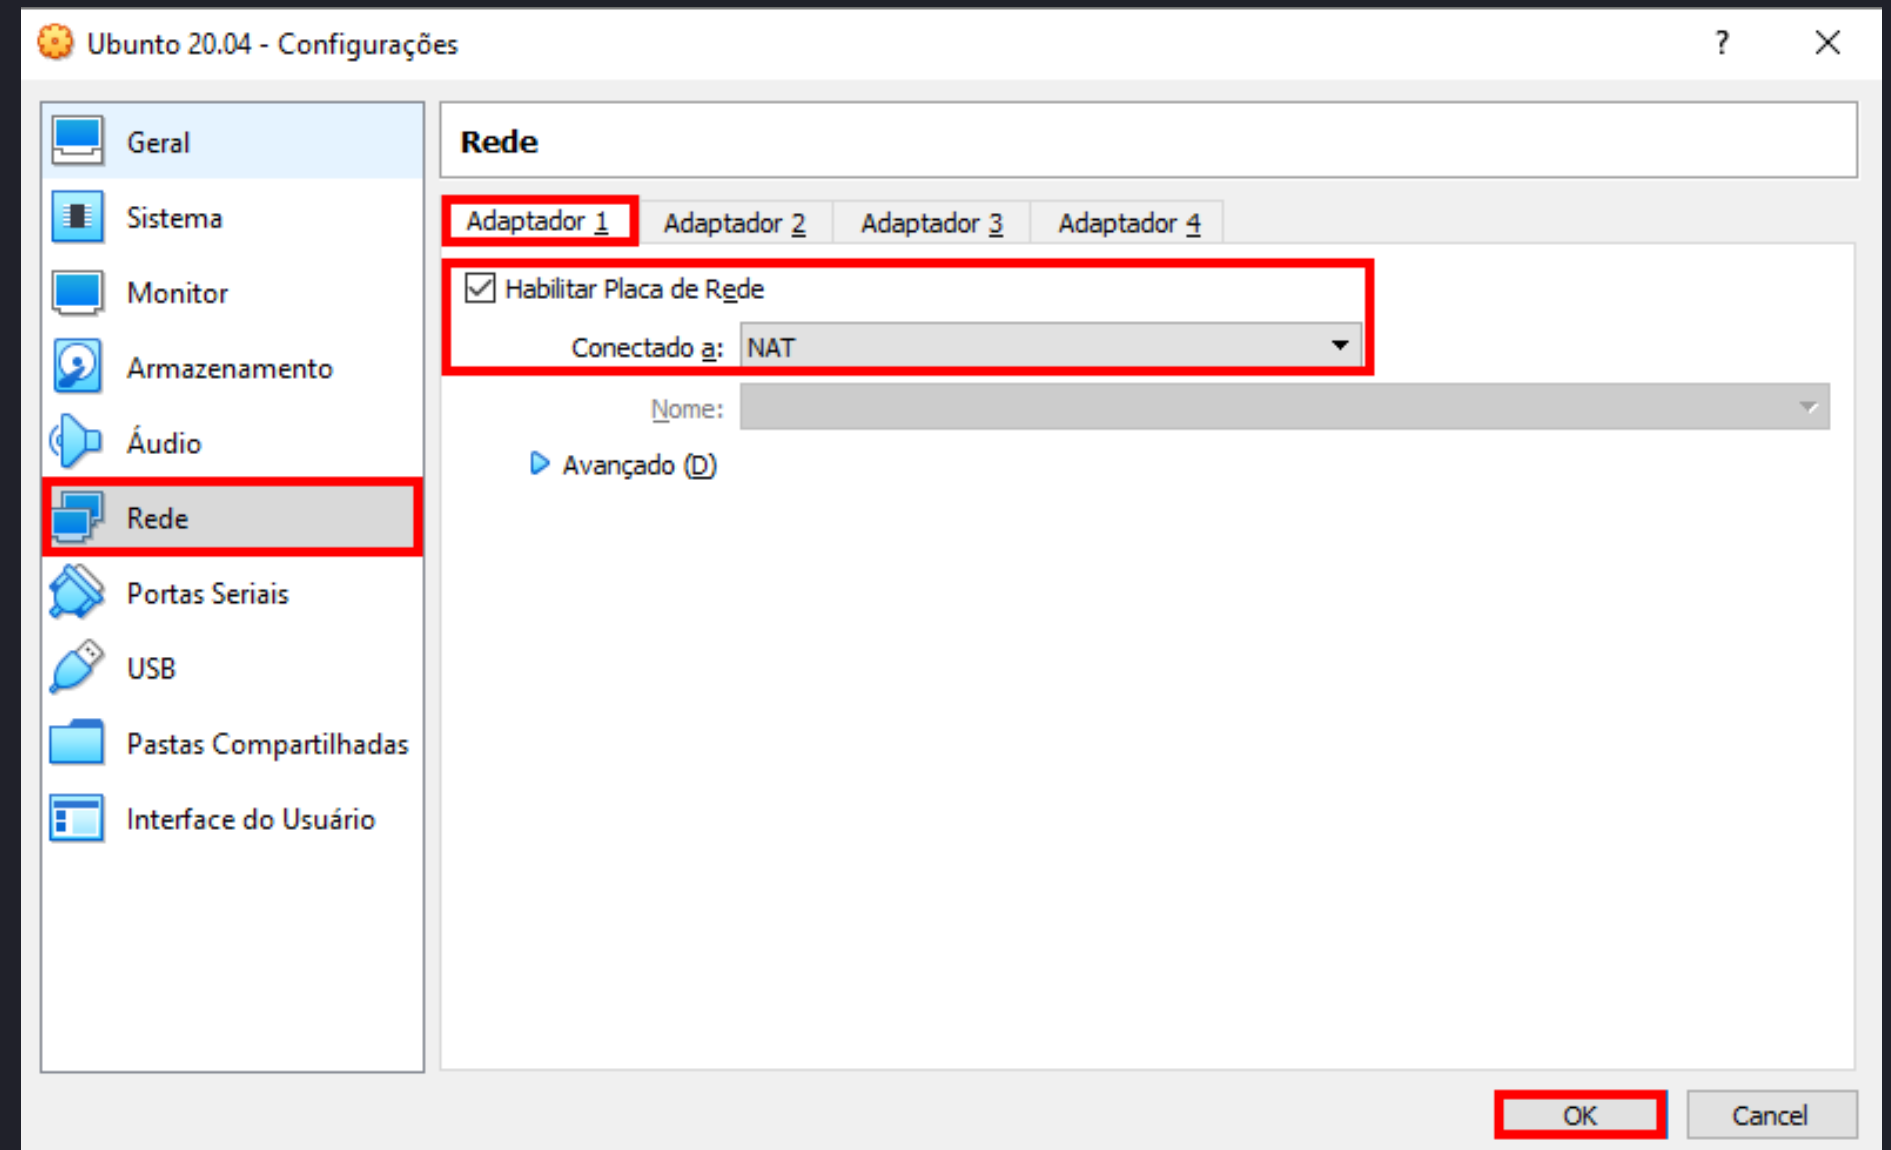 Ubunto 20.04 - Configurações
?
Geral
Sistema
Monitor
Armazenamento
Áudio
Rede
Portas Seriais
USB
Pastas Compartilhadas
Interface do Usuário
Rede
Adaptador 1 Adaptador 2 Adaptador 3 Adaptador 4
Habilitar Placa de Rede
Conectado a: NAT
Nome:
Avançado (D)
OK Cancel